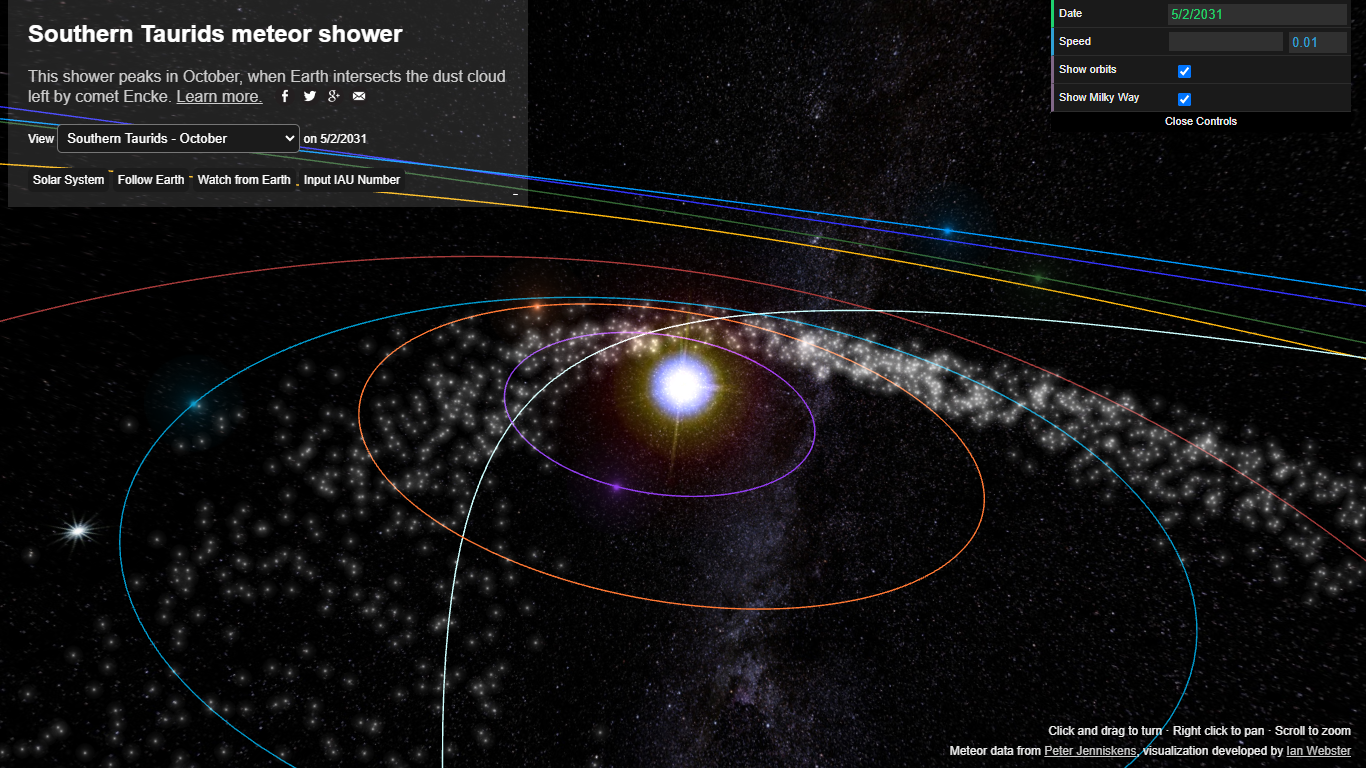 Southern Taurids meteor shower
This shower peaks in October, when Earth intersects the dust cloud
left by comet Encke. Learn more.
View Southern Taurids - October on 5/2/2031
Solar System Follow Earth Watch from Earth Input IAU Number
Date 5/2/2031
Speed 0.01
Show orbits
Show Milky Way
Close Controls
Click and drag to turn · Right click to pan · Scroll to zoom
Meteor data from Peter Jenniskens, visualization developed by Ian Webster